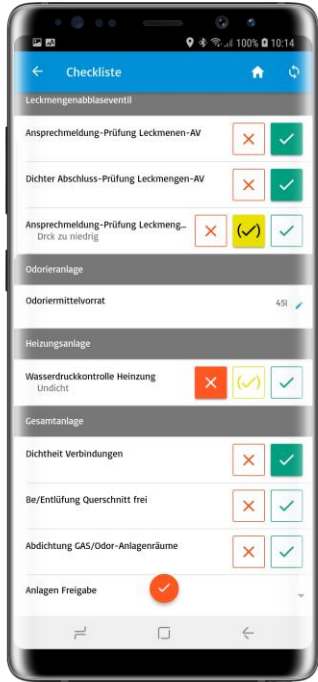 100% 10:14
Checkliste
Leckmengenabblaseventil
Ansprechmeldung-Prüfung Leckmenen-AV
Dichter Abschluss-Prüfung Leckmengen-AV
Ansprechmeldung-Prüfung Leckmeng...
Drck zu niedrig
Odorieranlage
Odoriermittelvorrat 45l
Heizungsanlage
Wasserdruckkontrolle Heinzung
Undicht
Gesamtanlage
Dichtheit Verbindungen
Be/Entlüfung Querschnitt frei
Abdichtung GAS/Odor-Anlagenräume
Anlagen Freigabe